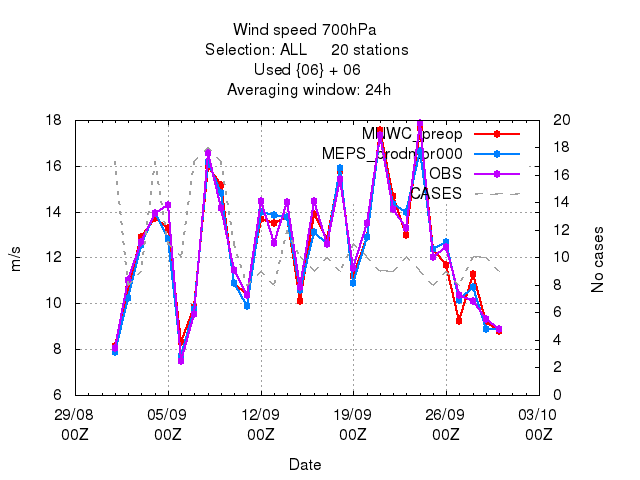 Wind speed 700hPa
Selection: ALL 20 stations
Used {06} + 06
Averaging window: 24h
18
16
14
12
10
8
6
m/s
20
18
16
14
12
10
8
6
4
2
0
No cases
OBS
CASES
29/08 05/09 12/09 19/09 26/09 03/10
00Z 00Z 00Z 00Z 00Z 00Z
Date